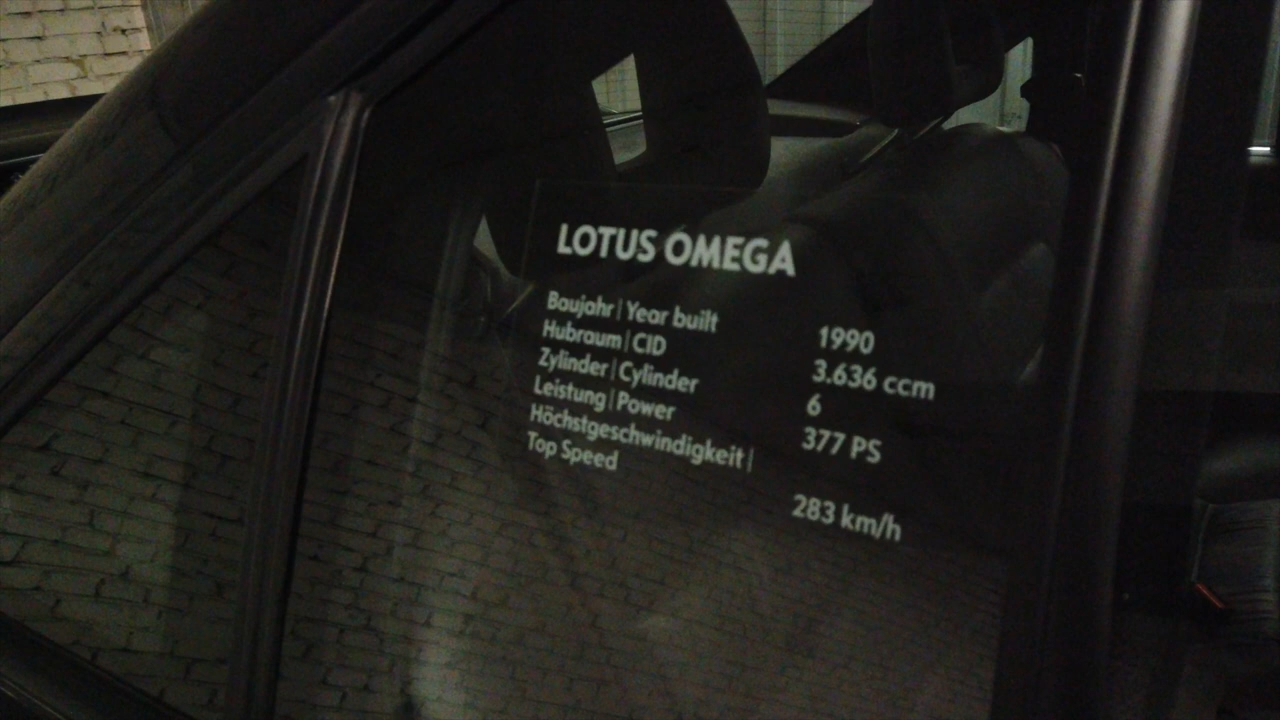 LOTUS OMEGA
Baujahr | Year built 1990
Hubraum | CID 3.636 ccm
Zylinder | Cylinder 6
Leistung | Power 377 PS
Höchstgeschwindigkeit |
Top Speed 283 km/h